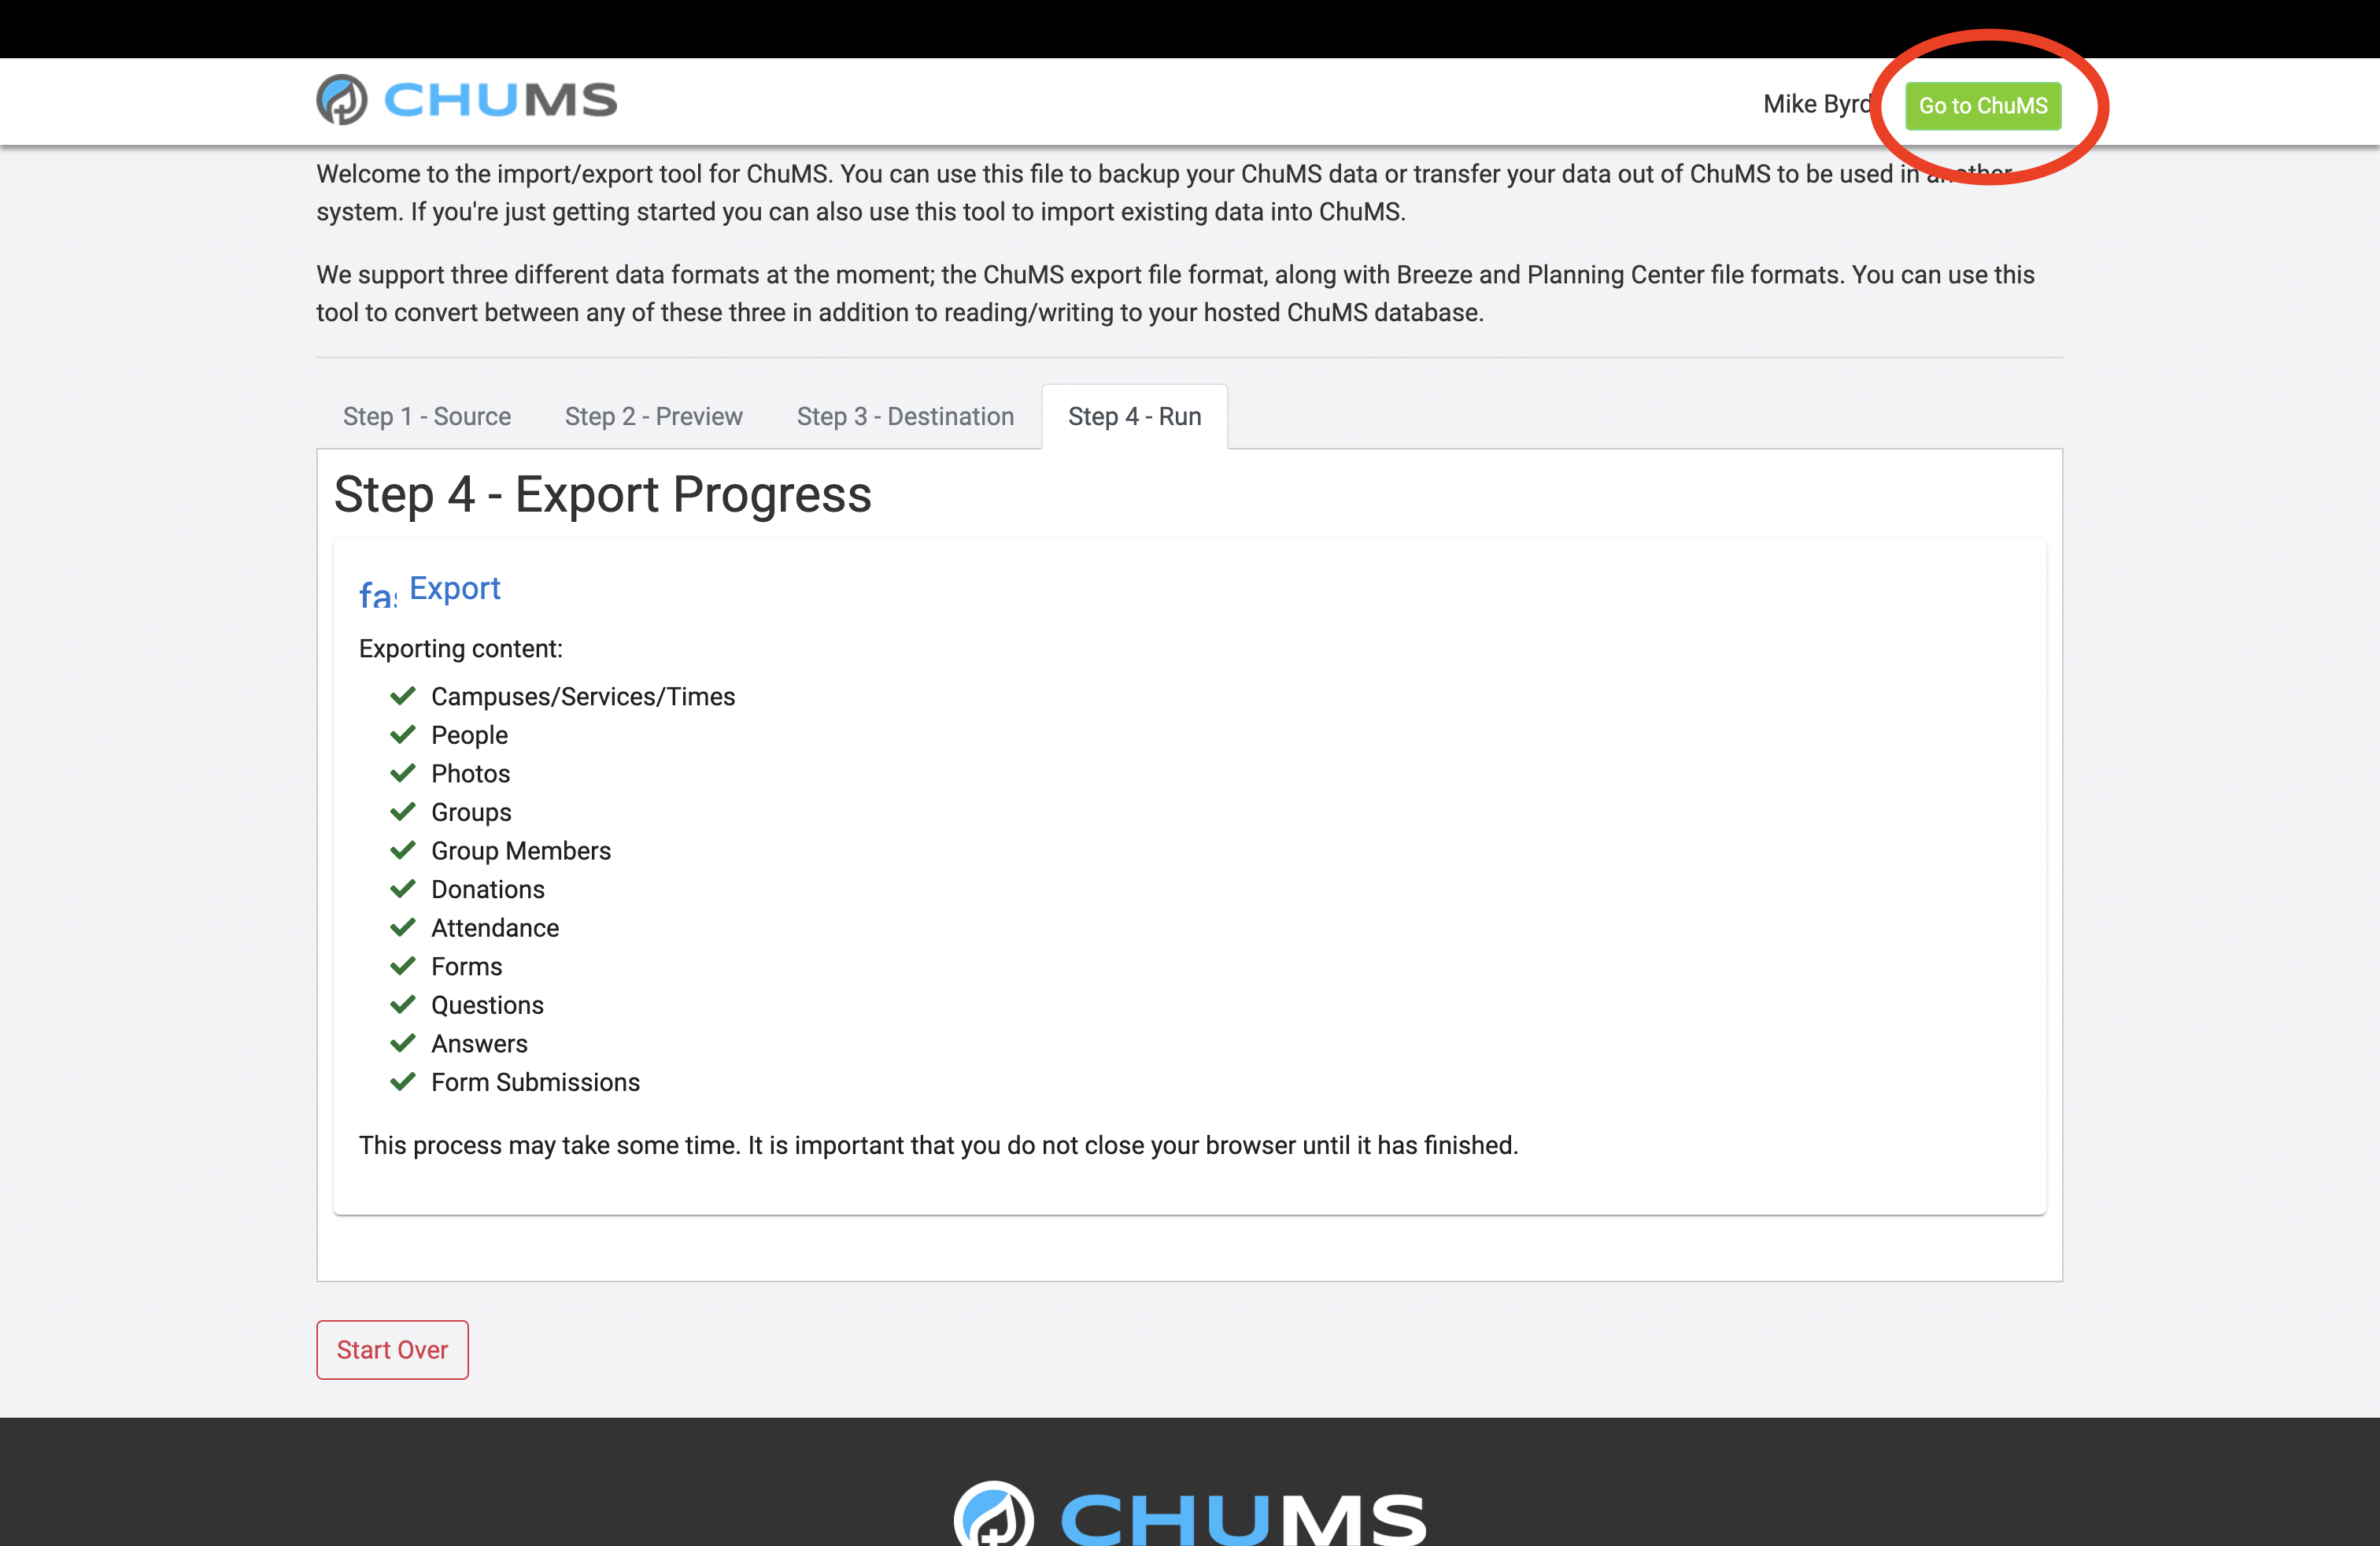 CHUMS
Mike Byrd
Go to ChuMS
Welcome to the import/export tool for ChuMS. You can use this file to backup your ChuMS data or transfer your data out of ChuMS to be used in another
system. If you're just getting started you can also use this tool to import existing data into ChuMS.
We support three different data formats at the moment; the ChuMS export file format, along with Breeze and Planning Center file formats. You can use this
tool to convert between any of these three in addition to reading/writing to your hosted ChuMS database.
Step 1 - Source
Step 2 - Preview
Step 3 - Destination
Step 4 - Run
Step 4 - Export Progress
Export
Exporting content:
Campuses/Services/Times
People
Photos
Groups
Group Members
Donations
Attendance
Forms
Questions
Answers
Form Submissions
This process may take some time. It is important that you do not close your browser until it has finished.
Start Over
CHUMS